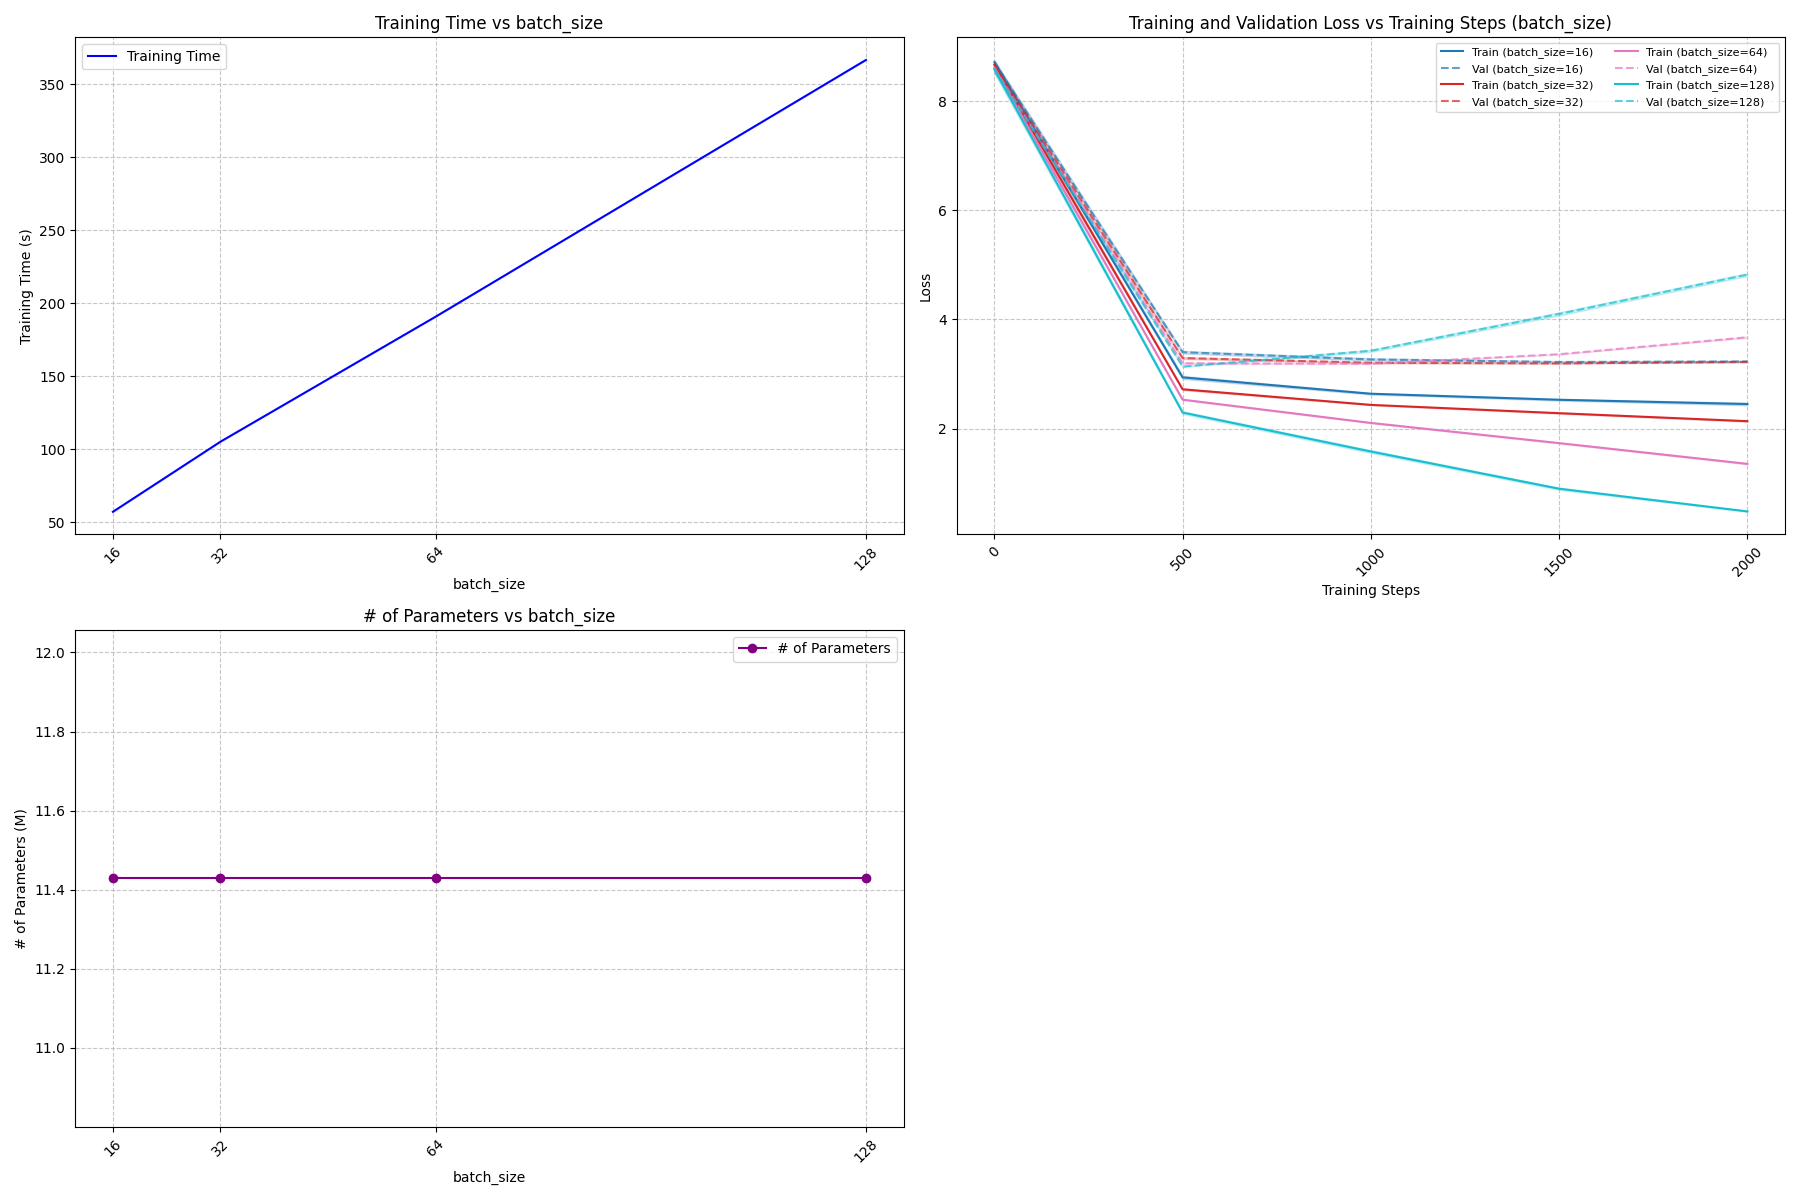 Training Time vs batch_size
Training Time
Training Time (s)
350
300
250
200
150
100
50
16
32
64
128
batch_size
Training and Validation Loss vs Training Steps (batch_size)
Train (batch_size=16)
Val (batch_size=16)
Train (batch_size=32)
Val (batch_size=32)
Train (batch_size=64)
Val (batch_size=64)
Train (batch_size=128)
Val (batch_size=128)
Loss
8
6
4
2
0
500
1000
1500
2000
Training Steps
# of Parameters vs batch_size
# of Parameters
# of Parameters (M)
12.0
11.8
11.6
11.4
11.2
11.0
16
32
64
128
batch_size